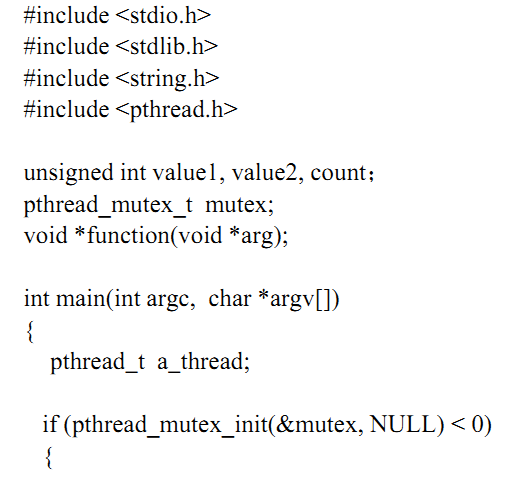 #include <stdio.h>
#include <stdlib.h>
#include <string.h>
#include <pthread.h>
unsigned int value1, value2, count；
pthread_mutex_t  mutex;
void *function(void *arg);
int main(int argc,  char *argv[])
{
pthread_t  a_thread;
if (pthread_mutex_init(&mutex, NULL) < 0)
{